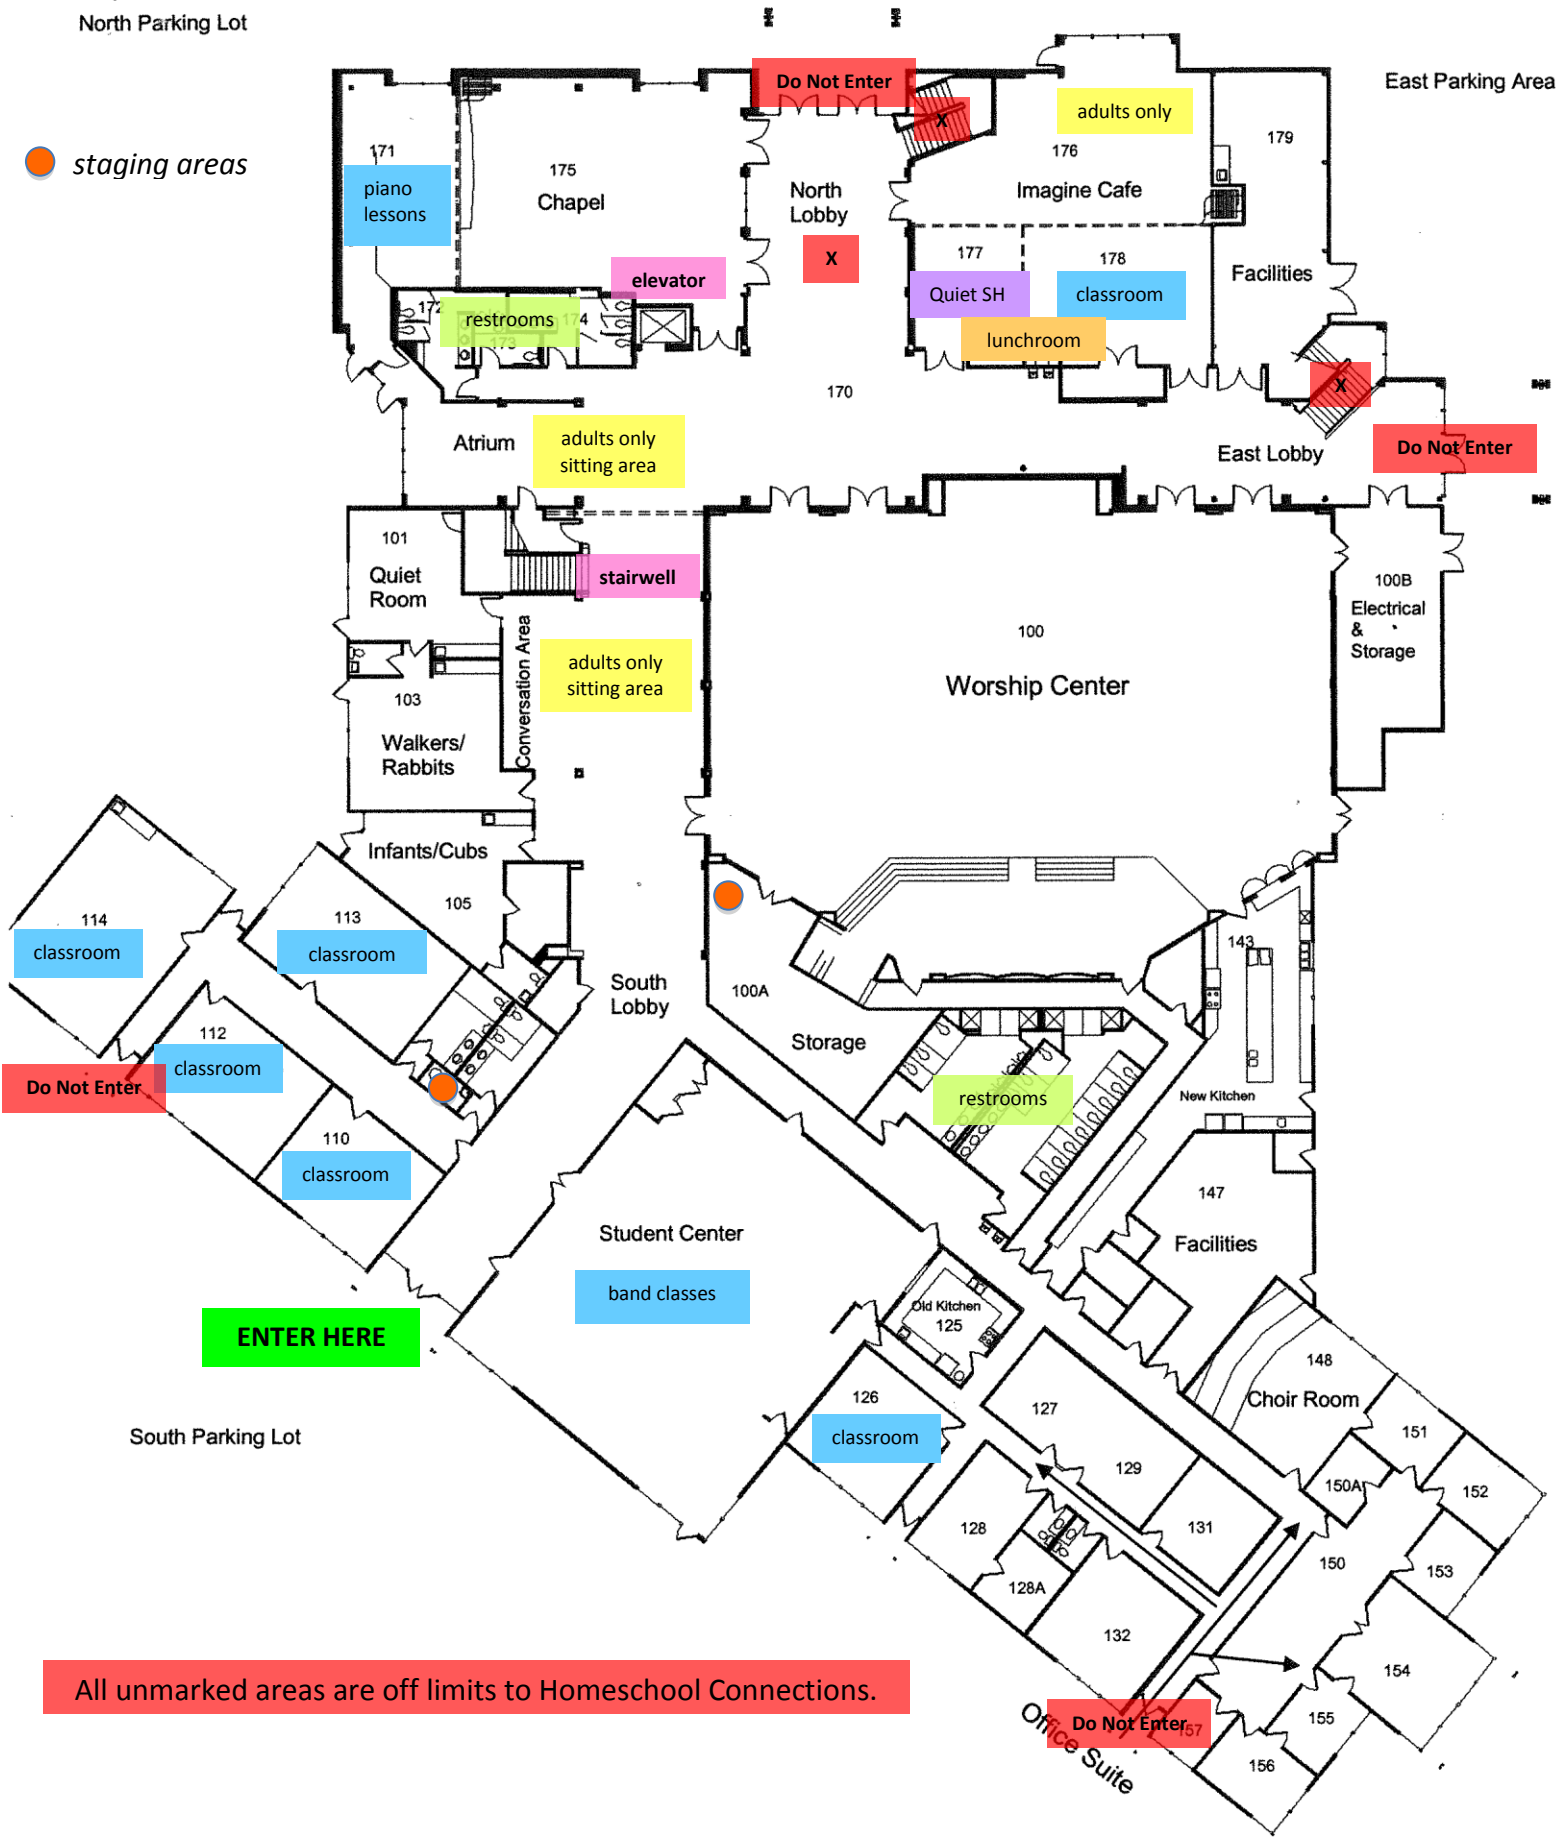 North Parking Lot
East Parking Area
staging areas
Do Not Enter
X
adults only
171
piano
lessons
175
Chapel
North
Lobby
X
176
Imagine Cafe
179
177
Quiet SH
178
classroom
lunchroom
Facilities
elevator
172
restrooms
174
173
170
X
Atrium
adults only
sitting area
East Lobby
Do Not Enter
101
Quiet
Room
stairwell
Conversation Area
adults only
sitting area
100
Worship Center
100B
Electrical
&
Storage
103
Walkers/
Rabbits
Infants/Cubs
105
114
classroom
113
classroom
112
classroom
Do Not Enter
110
classroom
South
Lobby
100A
Storage
restrooms
143
New Kitchen
147
Facilities
Student Center
band classes
ENTER HERE
South Parking Lot
Old Kitchen
125
126
classroom
127
129
131
128
128A
132
148
Choir Room
151
150A
152
150
153
154
155
156
157
Do Not Enter
Office Suite
All unmarked areas are off limits to Homeschool Connections.